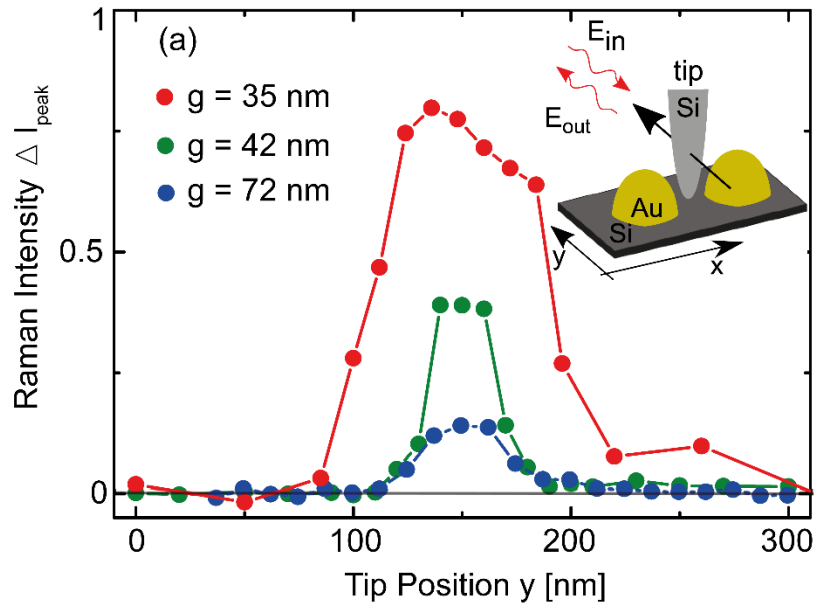 1
(a)
g = 35 nm
g = 42 nm
g = 72 nm
E_in
E_out
tip
Si
Au
Si
y
x
0.5
0
Raman Intensity △ I_peak
0 100 200 300
Tip Position y [nm]